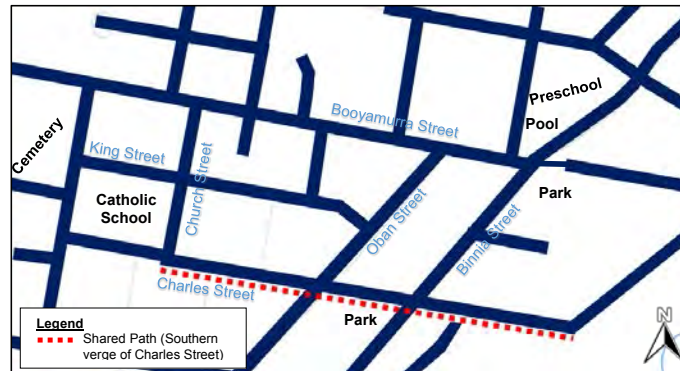 Preschool
Pool
Booyamurra Street
Cemetery
King Street
Church Street
Catholic
School
Park
Oban Street
Binnia Street
Charles Street
Park
Legend
Shared Path (Southern
verge of Charles Street)
N